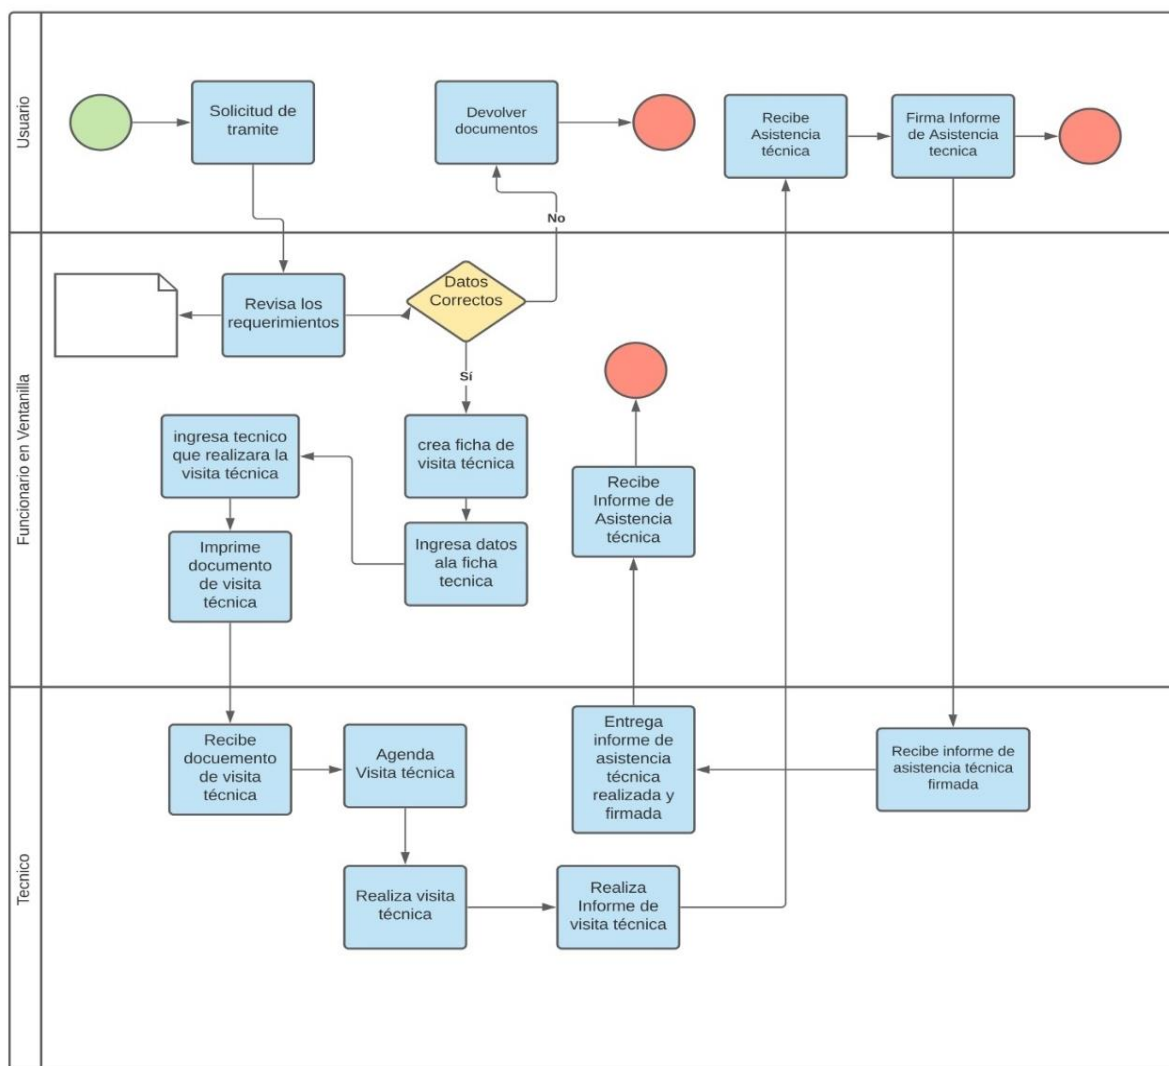 Usuario
Solicitud de
tramite
Devolver
documentos
Recibe
Asistencia
técnica
Firma Informe
de Asistencia
tecnica
No
Funcionario en Ventanilla
Revisa los
requerimientos
Datos
Correctos
Sí
ingresa tecnico
que realizara la
visita técnica
crea ficha de
visita técnica
Recibe
Informe de
Asistencia
técnica
Imprime
documento
de visita
técnica
Ingresa datos
ala ficha
tecnica
Tecnico
Recibe
docuemento
de visita
técnica
Agenda
Visita técnica
Entrega
informe de
asistencia
técnica
realizada y
firmada
Recibe informe de
asistencia técnica
firmada
Realiza visita
técnica
Realiza
Informe de
visita técnica